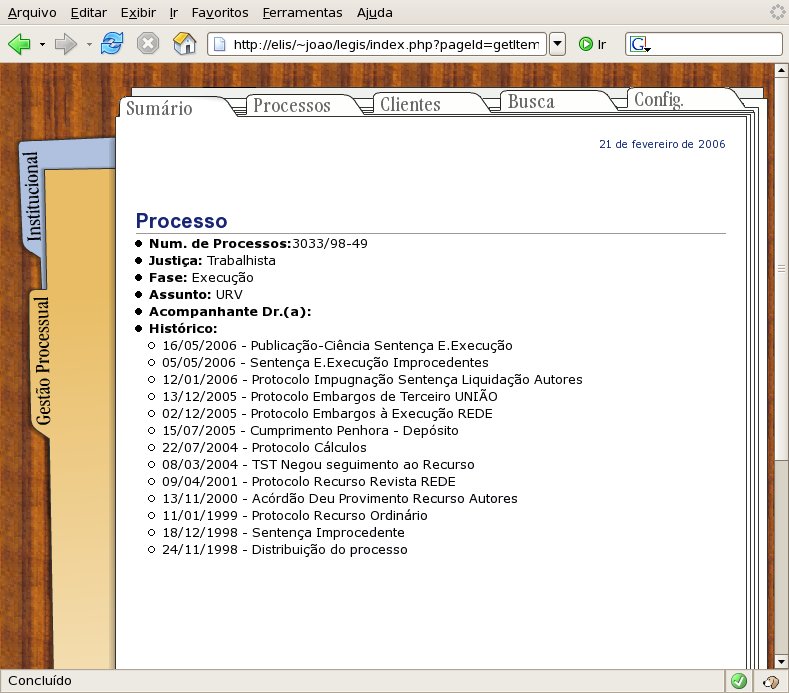 Arquivo Editar Exibir Ir Favoritos Ferramentas Ajuda
http://elis/~joao/legis/index.php?pageId=getItem
Ir
G
Sumário Processos Clientes Busca Config.
21 de fevereiro de 2006
Institucional
Gestão Processual
Processo
Num. de Processos:3033/98-49
Justiça: Trabalhista
Fase: Execução
Assunto: URV
Acompanhante Dr.(a):
Histórico:
16/05/2006 - Publicação-Ciência Sentença E.Execução
05/05/2006 - Sentença E.Execução Improcedentes
12/01/2006 - Protocolo Impugnação Sentença Liquidação Autores
13/12/2005 - Protocolo Embargos de Terceiro UNIÃO
02/12/2005 - Protocolo Embargos à Execução REDE
15/07/2005 - Cumprimento Penhora - Depósito
22/07/2004 - Protocolo Cálculos
08/03/2004 - TST Negou seguimento ao Recurso
09/04/2001 - Protocolo Recurso Revista REDE
13/11/2000 - Acórdão Deu Provimento Recurso Autores
11/01/1999 - Protocolo Recurso Ordinário
18/12/1998 - Sentença Improcedente
24/11/1998 - Distribuição do processo
Concluído